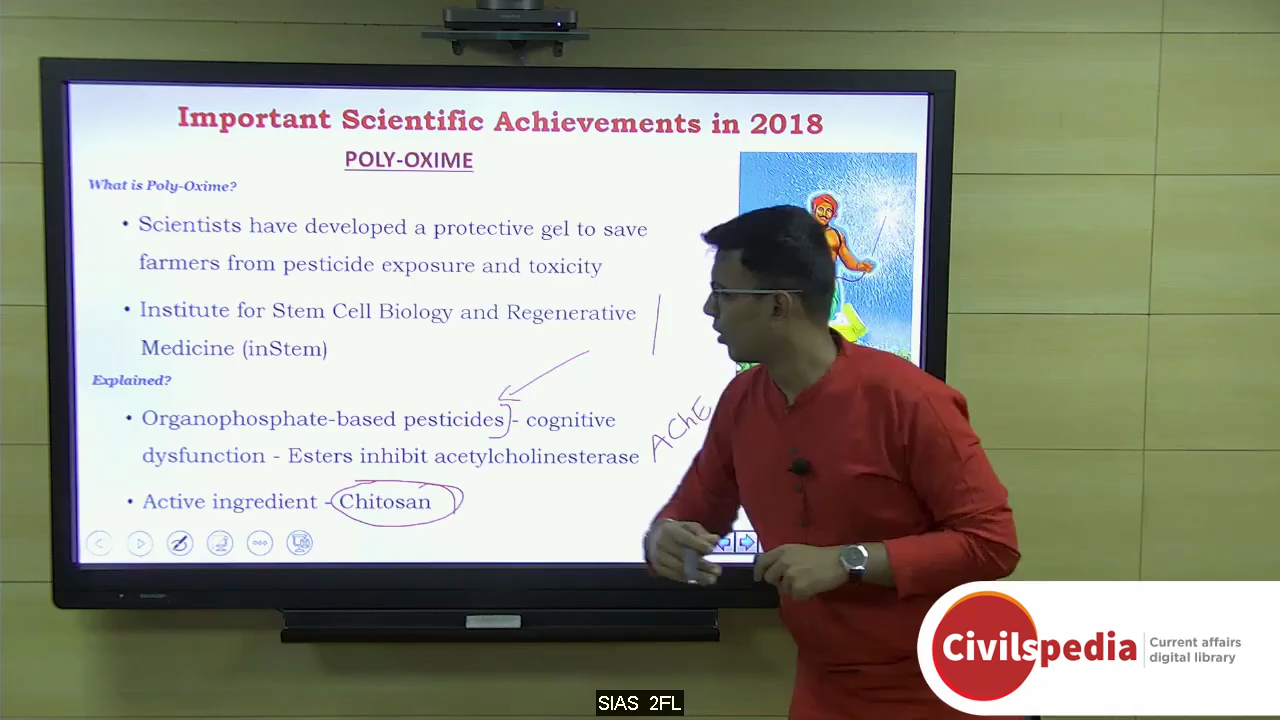 Important Scientific Achievements in 2018
POLY-OXIME
What is Poly-Oxime?
• Scientists have developed a protective gel to save
farmers from pesticide exposure and toxicity
• Institute for Stem Cell Biology and Regenerative
Medicine (inStem)
Explained?
• Organophosphate-based pesticides - cognitive
dysfunction - Esters inhibit acetylcholinesterase
AChE
• Active ingredient - Chitosan
Civilspedia
Current affairs
digital library
SIAS 2FL